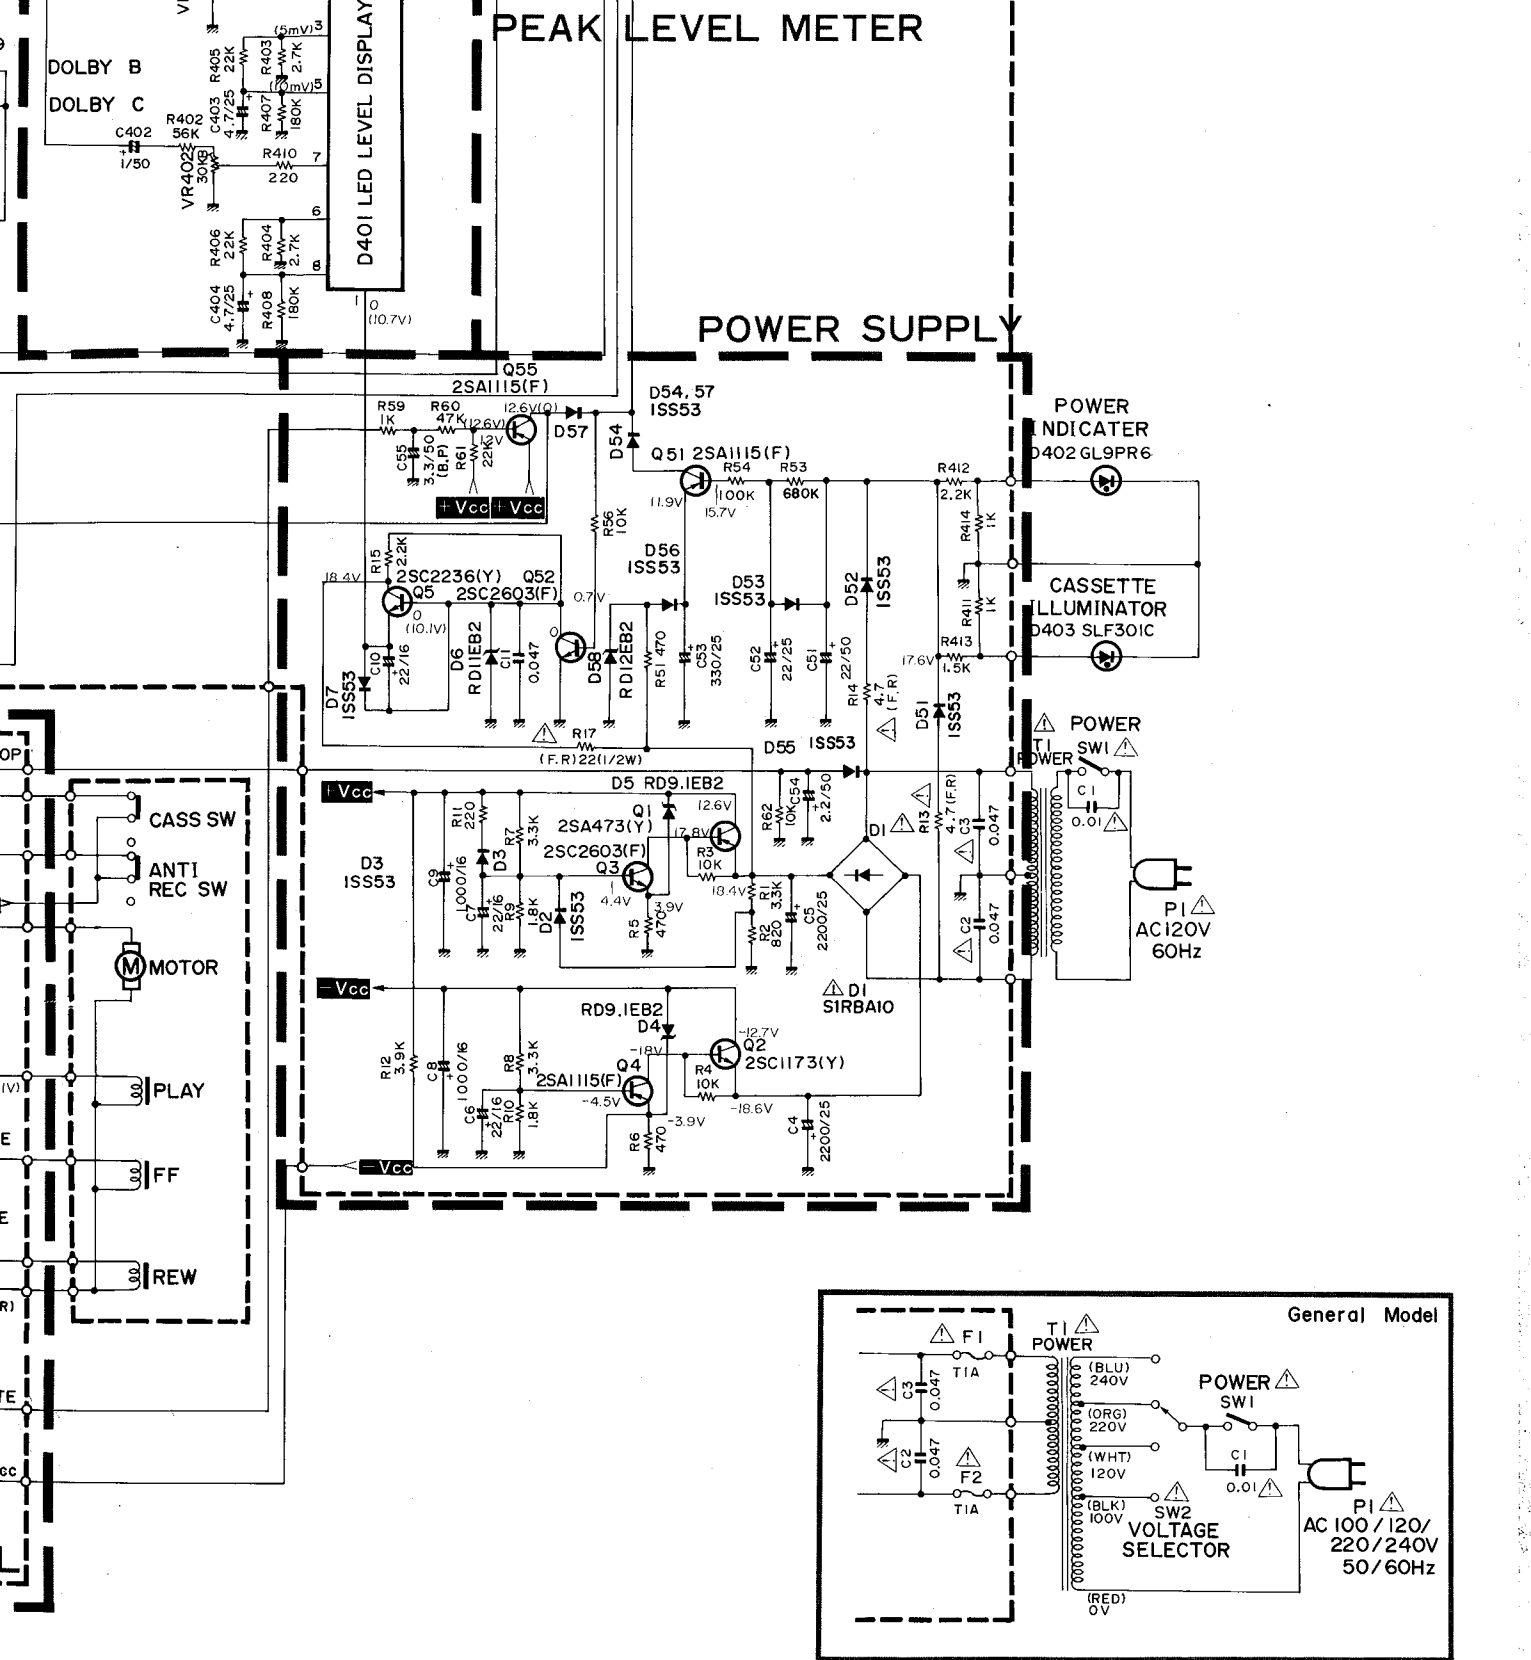 PEAK LEVEL METER
DOLBY B
DOLBY C
R405
22K
R403
2.7K
(5mV)
3
(10mV)
5
C403
4.7/25
R407
180K
C402
1/50
R402
56K
VR402
30KB
R410
220
7
6
8
R406
22K
R404
2.7K
C404
4.7/25
R408
180K
D401 LED LEVEL DISPLAY
1
0
(10.7V)
POWER SUPPLY
Q55
2SA1115(F)
R59
1K
R60
47K
(12.6V)
12V
12.6V(0)
C55
3.3/50
(B.P)
R61
22K
+Vcc
+Vcc
D57
D54
D54, 57
1SS53
Q51 2SA1115(F)
R54
100K
R53
680K
11.9V
15.7V
R56
10K
R412
2.2K
R414
1K
R411
1K
R413
1.5K
17.6V
POWER
INDICATER
D402 GL9PR6
CASSETTE
ILLUMINATOR
D403 SLF301C
R15
2.2K
18.4V
2SC2236(Y)
Q5
Q52
2SC2603(F)
0
(10.1V)
0.7V
0
D56
1SS53
D53
1SS53
D52
1SS53
D7
1SS53
C10
22/16
D6
RD11EB2
C11
0.047
D58
RD12EB2
R51 470
C53
330/25
C52
22/25
C51
22/50
R14
4.7
(F.R)
D51
1SS53
R17
(F.R)22(1/2W)
D55
1SS53
T1
POWER
POWER
SW1
C1
0.01
P1
AC120V
60Hz
+Vcc
D3
1SS53
C9
1000/16
R11
220
D3
C7
22/16
R7
3.3K
R9
1.8K
D2
1SS53
D5 RD9.1EB2
Q1
2SA473(Y)
2SC2603(F)
Q3
4.4V
3.9V
R5
470
12.6V
17.8V
R3
10K
18.4V
R1
3.3K
R2
820
C5
2200/25
R62
10K
C54
2.2/50
D1
R13
4.7(F.R)
C3
0.047
C2
0.047
D1
S1RBA10
-Vcc
R12
3.9K
C8
1000/16
R8
3.3K
C6
22/16
R10
1.8K
RD9.1EB2
D4
-18V
Q4
2SA1115(F)
-4.5V
-3.9V
R6
470
R4
10K
-12.7V
Q2
2SC1173(Y)
-18.6V
C4
2200/25
-Vcc
OP
CASS SW
ANTI
REC SW
M MOTOR
PLAY
FF
REW
1V)
E
E
R)
TE
cc
General Model
F1
T1A
T1
POWER
C3
0.047
C2
0.047
F2
T1A
(BLU)
240V
(ORG)
220V
(WHT)
120V
(BLK)
100V
(RED)
0V
POWER
SW1
C1
0.01
SW2
VOLTAGE
SELECTOR
P1
AC 100/120/
220/240V
50/60Hz